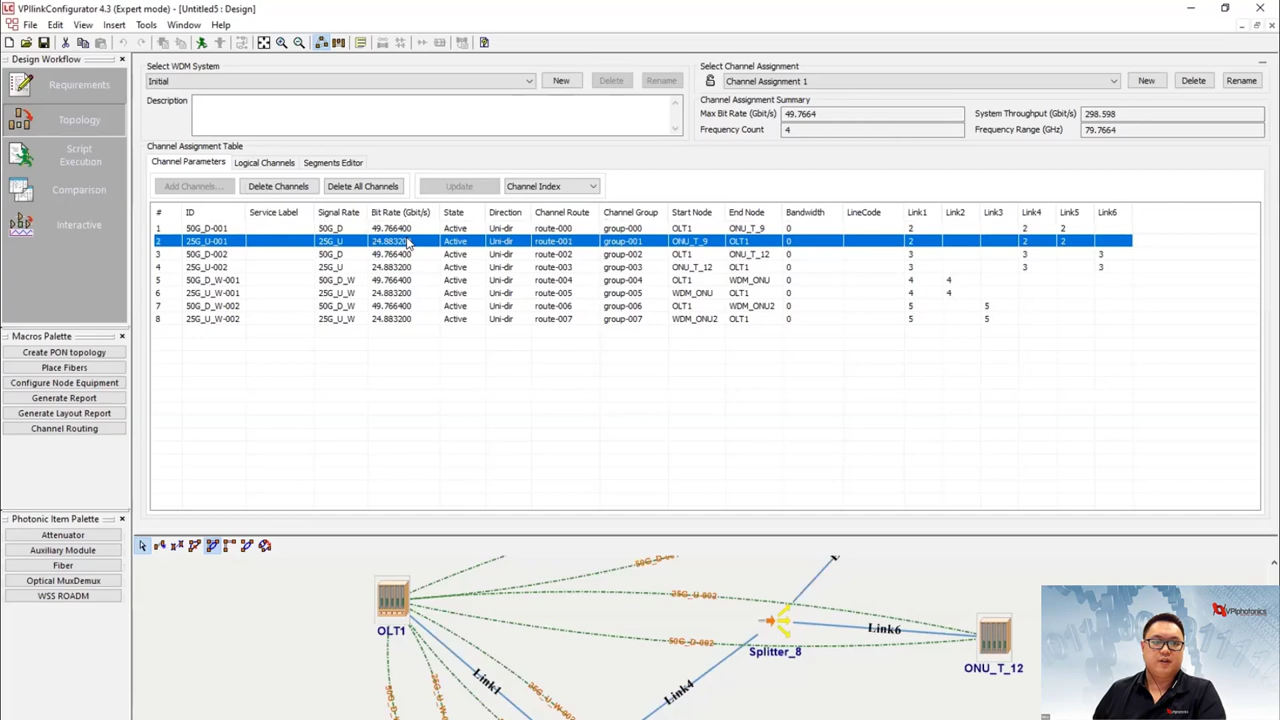 VPIlinkConfigurator 4.3 (Expert mode) - [Untitled5 : Design]
File Edit View Insert Tools Window Help
Design Workflow
Requirements
Topology
Script
Execution
Comparison
Interactive
Macros Palette
Create PON topology
Place Fibers
Configure Node Equipment
Generate Report
Generate Layout Report
Channel Routing
Photonic Item Palette
Attenuator
Auxiliary Module
Fiber
Optical MuxDemux
WSS ROADM
Select WDM System
Initial New Delete Rename
Description
Select Channel Assignment
Channel Assignment 1 New Delete Rename
Channel Assignment Summary
Max Bit Rate (Gbit/s) 49.7664 System Throughput (Gbit/s) 298.598
Frequency Count 4 Frequency Range (GHz) 79.7664
Channel Assignment Table
Channel Parameters Logical Channels Segments Editor
Add Channels... Delete Channels Delete All Channels Update Channel Index
# ID Service Label Signal Rate Bit Rate (Gbit/s) State Direction Channel Route Channel Group Start Node End Node Bandwidth LineCode Link1 Link2 Link3 Link4 Link5 Link6
1 50G_D-001 50G_D 49.766400 Active Uni-dir route-000 group-000 OLT1 ONU_T_9 0 2 2 2
2 25G_U-001 25G_U 24.883200 Active Uni-dir route-001 group-001 ONU_T_9 OLT1 0 2 2 2
3 50G_D-002 50G_D 49.766400 Active Uni-dir route-002 group-002 OLT1 ONU_T_12 0 3 3 3
4 25G_U-002 25G_U 24.883200 Active Uni-dir route-003 group-003 ONU_T_12 OLT1 0 3 3 3
5 50G_D_W-001 50G_D_W 49.766400 Active Uni-dir route-004 group-004 OLT1 WDM_ONU 0 4 4
6 25G_U_W-001 25G_U_W 24.883200 Active Uni-dir route-005 group-005 WDM_ONU OLT1 0 4 4
7 50G_D_W-002 50G_D_W 49.766400 Active Uni-dir route-006 group-006 OLT1 WDM_ONU2 0 5 5
8 25G_U_W-002 25G_U_W 24.883200 Active Uni-dir route-007 group-007 WDM_ONU2 OLT1 0 5 5
25G_U-002
50G_D-002
OLT1
Link1
Link4
Splitter_8
Link6
ONU_T_12
VPIphotonics